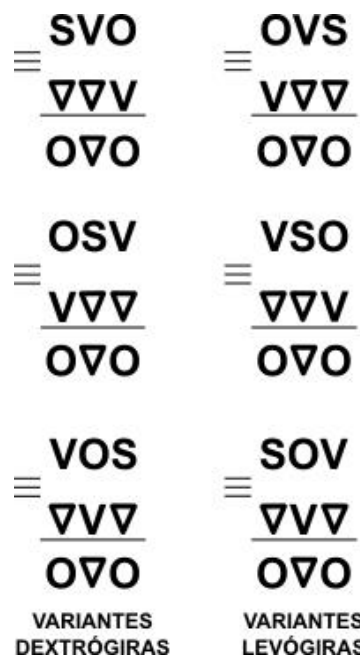 SVO
≡
∇∇V
O∇O
OSV
≡
V∇∇
O∇O
VOS
≡
∇V∇
O∇O
VARIANTES
DEXTRÓGIRAS
OVS
≡
V∇∇
O∇O
VSO
≡
∇∇V
O∇O
SOV
≡
∇V∇
O∇O
VARIANTES
LEVÓGIRAS